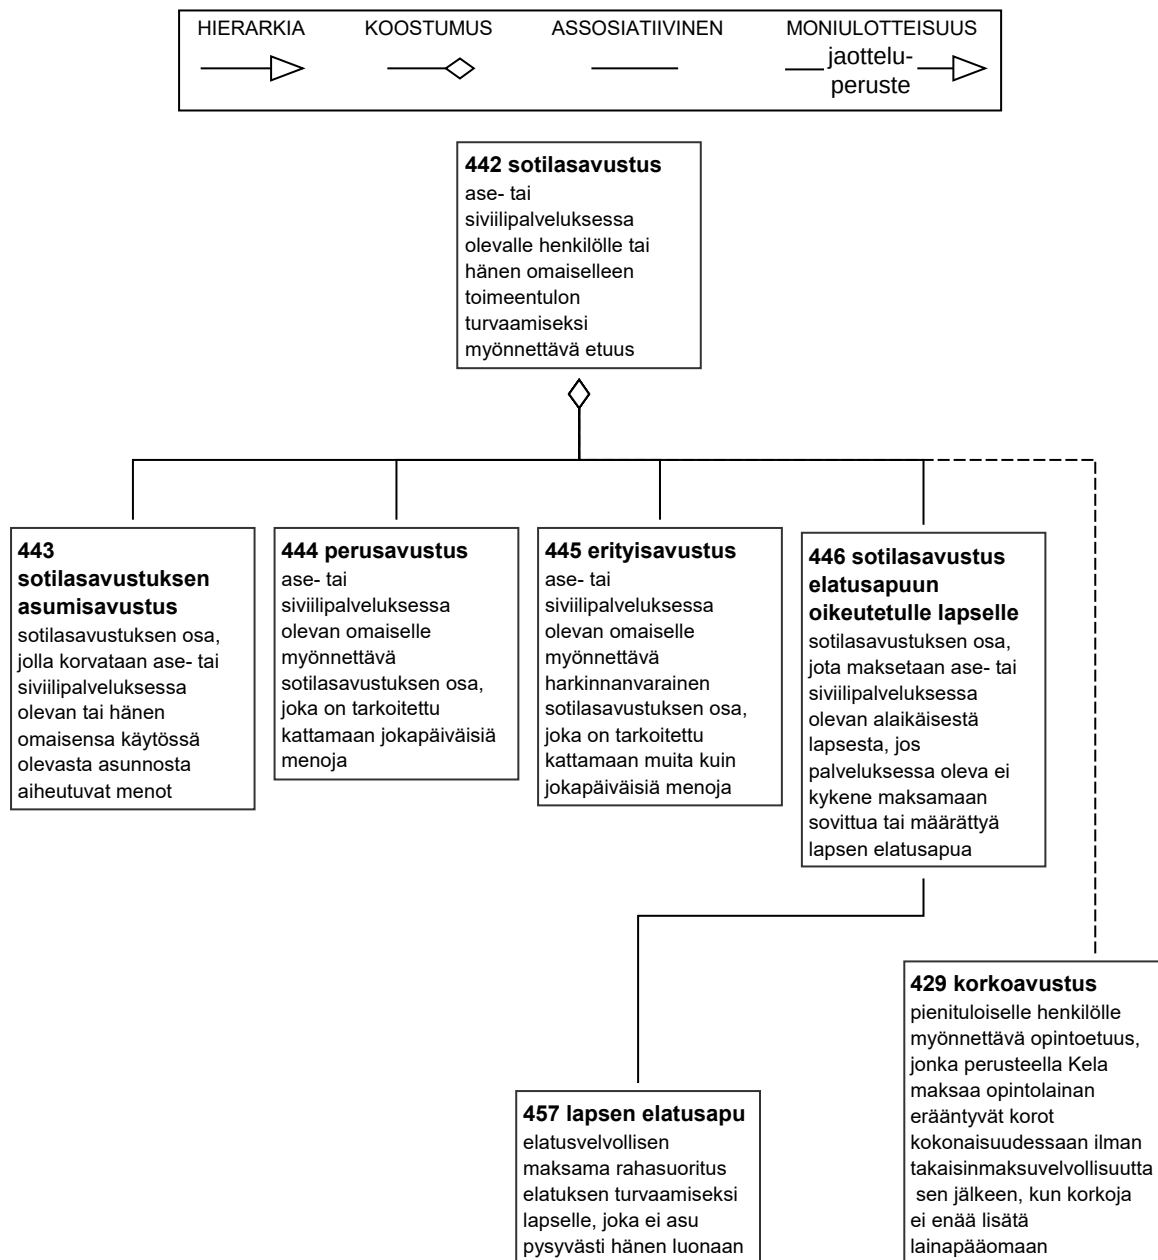 HIERARKIA
KOOSTUMUS
ASSOSIATIIVINEN
MONIULOTTEISUUS
jaottelu-
peruste
442 sotilasavustus
ase- tai
siviilipalveluksessa
olevalle henkilölle tai
hänen omaiselleen
toimeentulon
turvaamiseksi
myönnettävä etuus
443
sotilasavustuksen
asumisavustus
sotilasavustuksen osa,
jolla korvataan ase- tai
siviilipalveluksessa
olevan tai hänen
omaisensa käytössä
olevasta asunnosta
aiheutuvat menot
444 perusavustus
ase- tai
siviilipalveluksessa
olevan omaiselle
myönnettävä
sotilasavustuksen osa,
joka on tarkoitettu
kattamaan jokapäiväisiä
menoja
445 erityisavustus
ase- tai
siviilipalveluksessa
olevan omaiselle
myönnettävä
harkinnanvarainen
sotilasavustuksen osa,
joka on tarkoitettu
kattamaan muita kuin
jokapäiväisiä menoja
446 sotilasavustus
elatusapuun
oikeutetulle lapselle
sotilasavustuksen osa,
jota maksetaan ase- tai
siviilipalveluksessa
olevan alaikäisestä
lapsesta, jos
palveluksessa oleva ei
kykene maksamaan
sovittua tai määrättyä
lapsen elatusapua
457 lapsen elatusapu
elatusvelvollisen
maksama rahasuoritus
elatuksen turvaamiseksi
lapselle, joka ei asu
pysyvästi hänen luonaan
429 korkoavustus
pienituloiselle henkilölle
myönnettävä opintoetuus,
jonka perusteella Kela
maksaa opintolainan
erääntyvät korot
kokonaisuudessaan ilman
takaisinmaksuvelvollisuutta
sen jälkeen, kun korkoja
ei enää lisätä
lainapääomaan